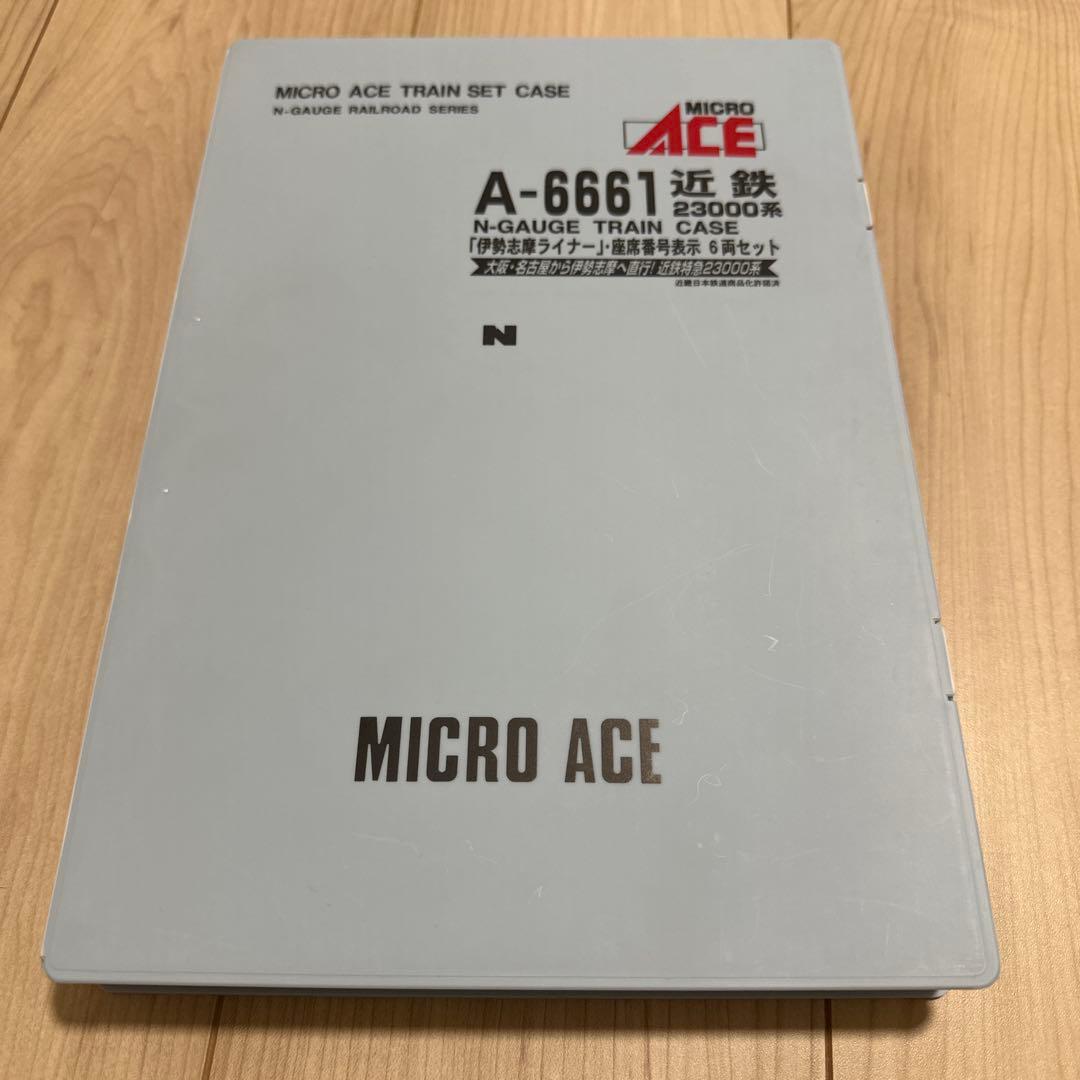 MICRO ACE TRAIN SET CASE
N-GAUGE RAILROAD SERIES
MICRO
ACE
A-6661 近鉄
23000系
N-GAUGE TRAIN CASE
「伊勢志摩ライナー」・座席番号表示 6両セット
大阪・名古屋から伊勢志摩へ直行！近鉄特急23000系
近畿日本鉄道商品化許諾済
N
MICRO ACE